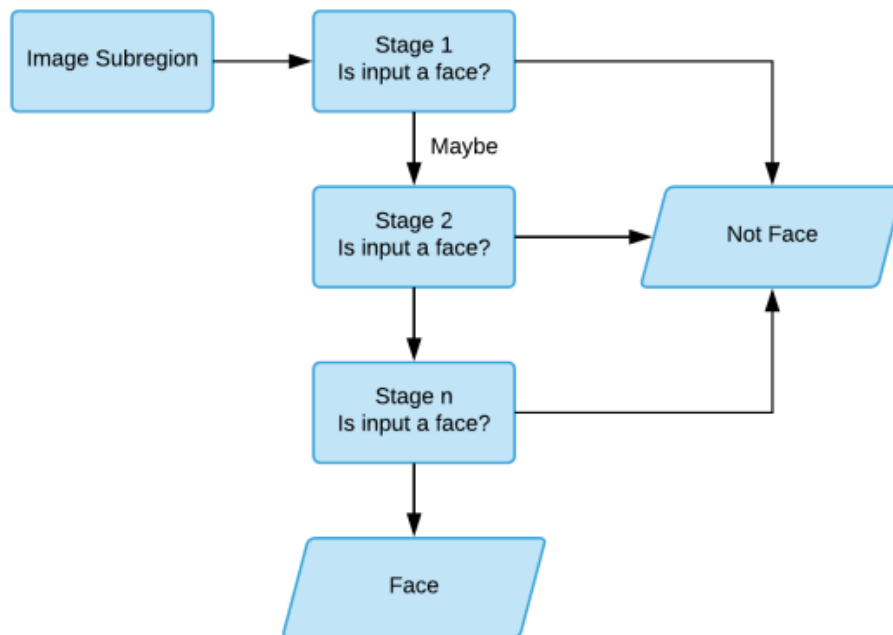 Image Subregion
Stage 1
Is input a face?
Maybe
Stage 2
Is input a face?
Not Face
Stage n
Is input a face?
Face